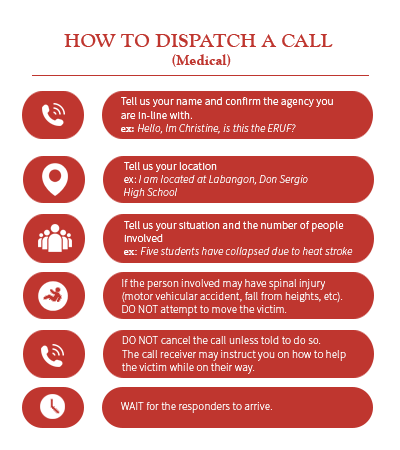 HOW TO DISPATCH A CALL
(Medical)
Tell us your name and confirm the agency you
are in-line with.
ex: Hello, Im Christine, is this the ERUF?
Tell us your location
ex: I am located at Labangon, Don Sergio
High School
Tell us your situation and the number of people
involved
ex: Five students have collapsed due to heat stroke
If the person involved may have spinal injury
(motor vehicular accident, fall from heights, etc).
DO NOT attempt to move the victim.
DO NOT cancel the call unless told to do so.
The call receiver may instruct you on how to help
the victim while on their way.
WAIT for the responders to arrive.